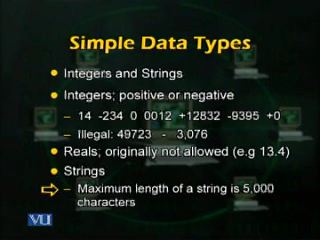 Simple Data Types
Integers and Strings
Integers; positive or negative
– 14 -234 0 0012 +12832 -9395 +0
– Illegal: 49723 - 3,076
Reals; originally not allowed (e.g 13.4)
Strings
– Maximum length of a string is 5,000
characters
VU